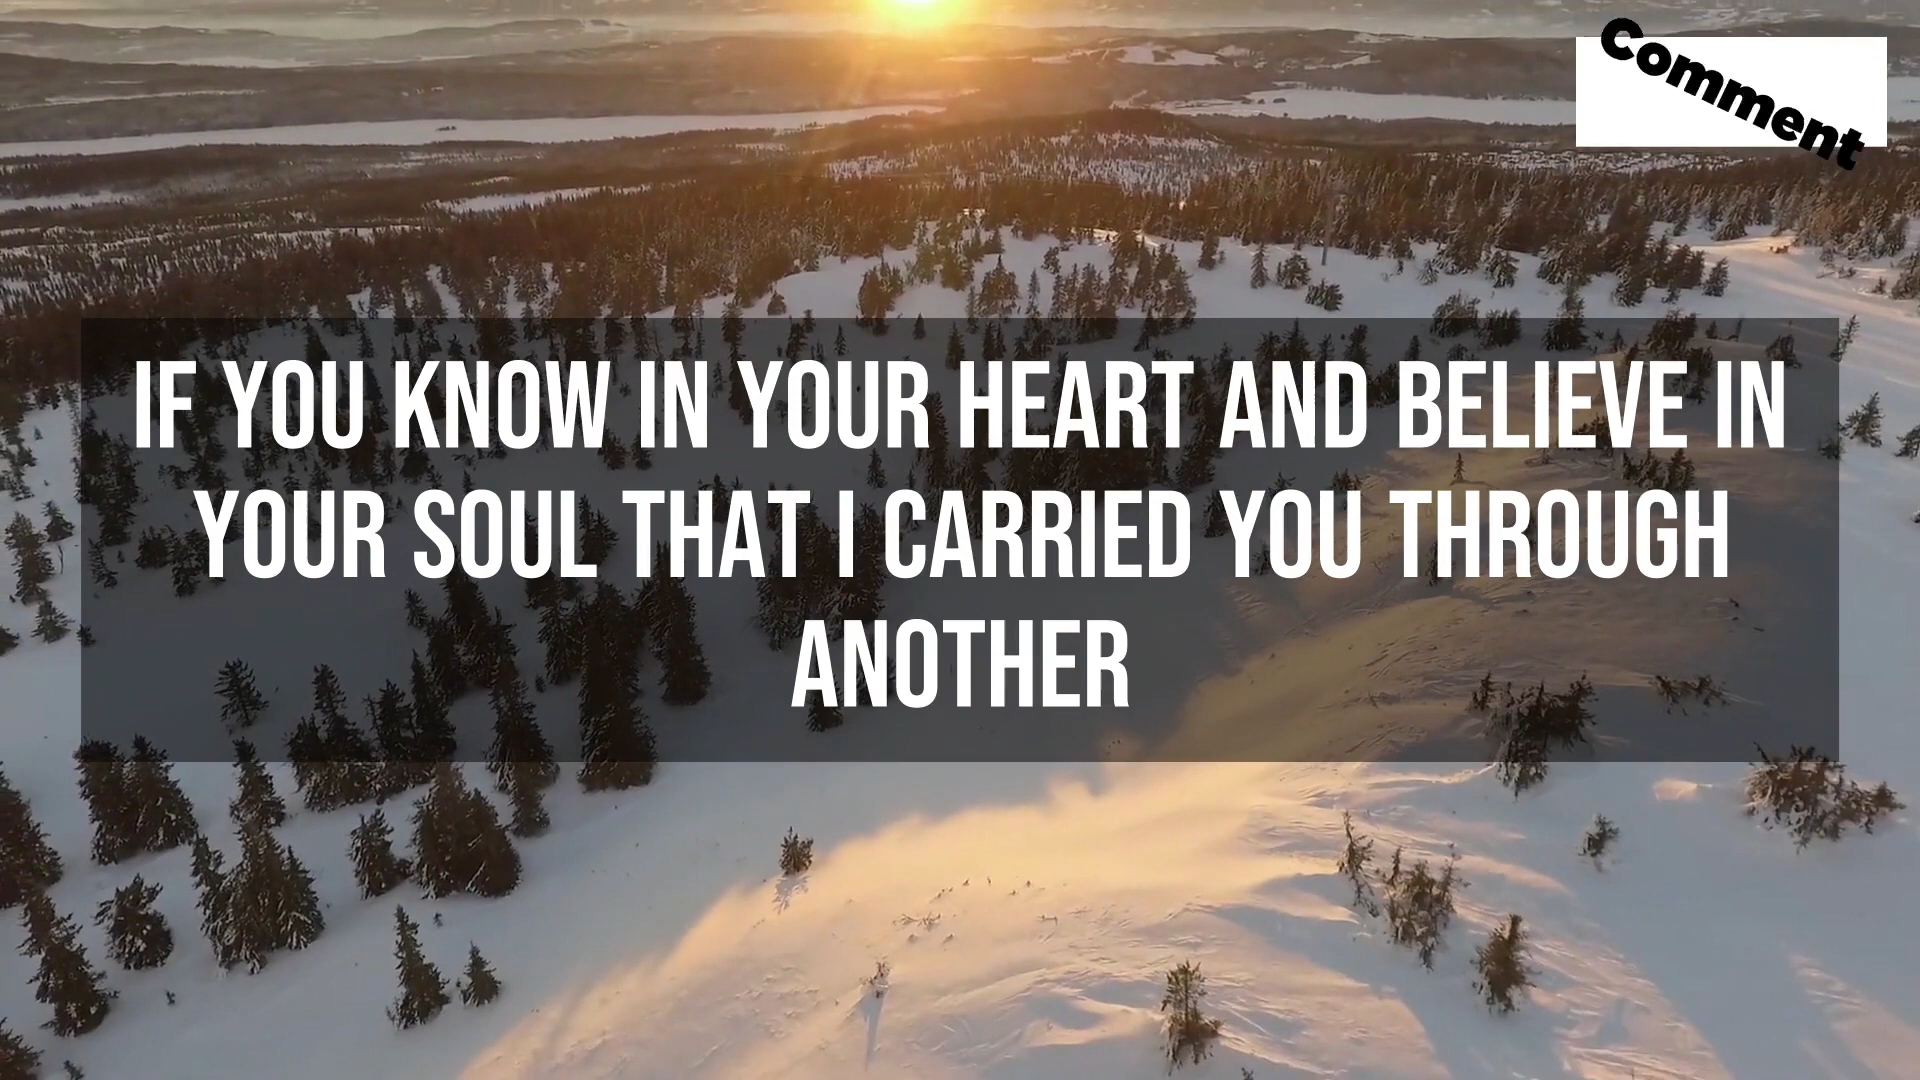 Comment
IF YOU KNOW IN YOUR HEART AND BELIEVE IN
YOUR SOUL THAT I CARRIED YOU THROUGH
ANOTHER